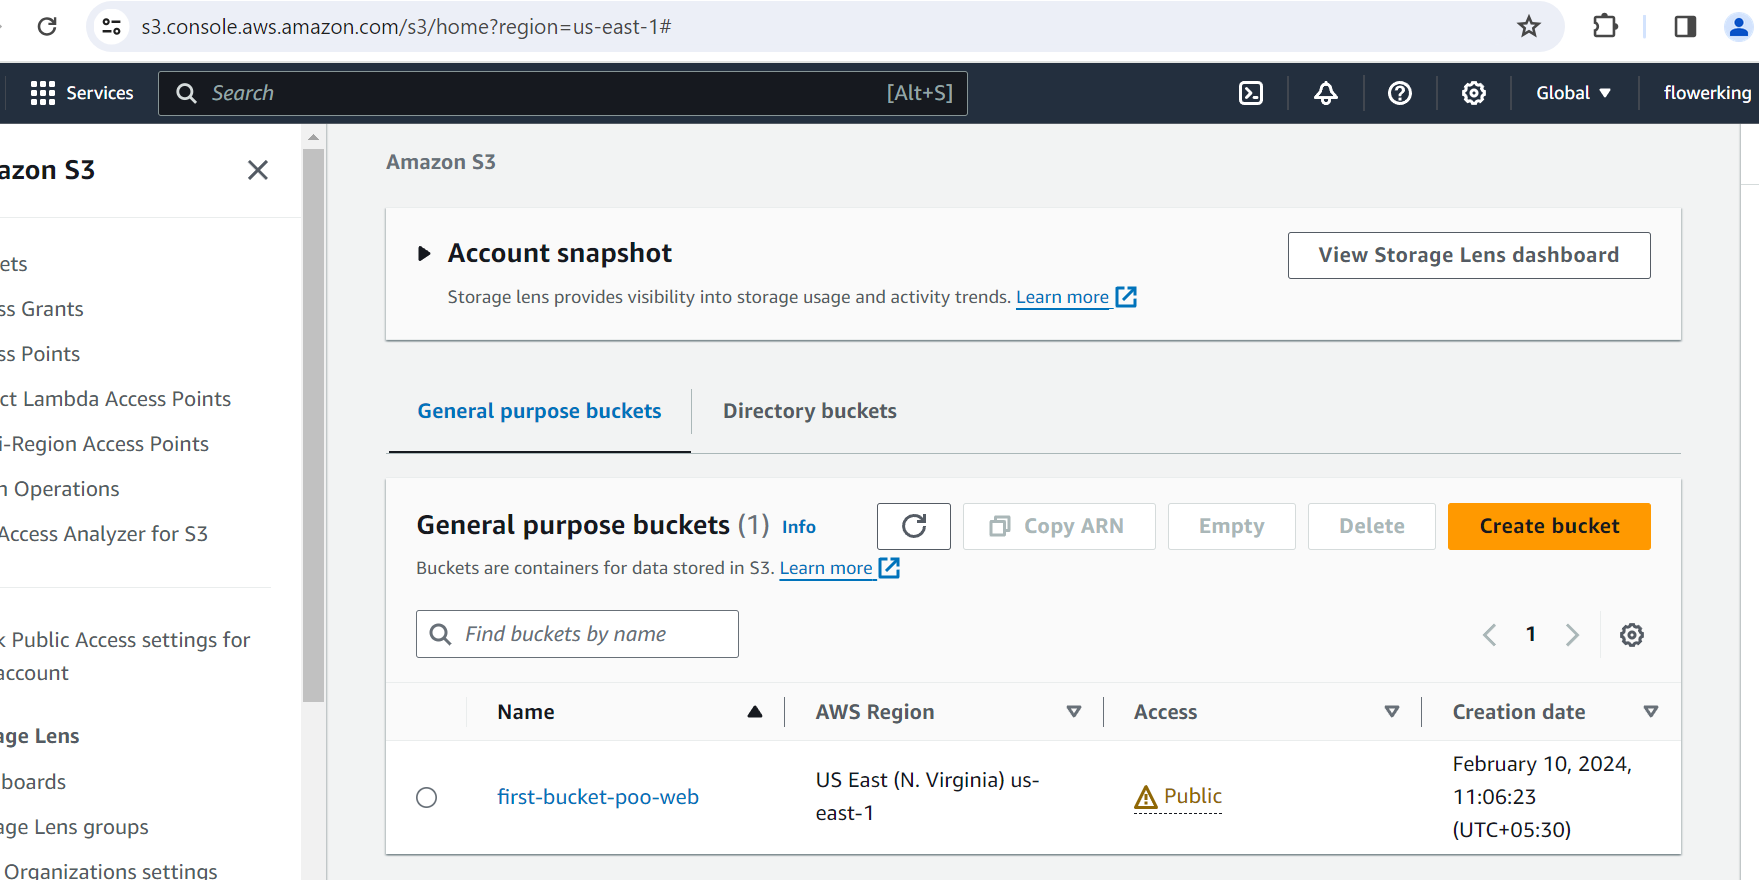 s3.console.aws.amazon.com/s3/home?region=us-east-1#
Services
Search
[Alt+S]
Global
flowerking
azon S3
ets
ss Grants
ss Points
ct Lambda Access Points
i-Region Access Points
n Operations
Access Analyzer for S3
k Public Access settings for
account
age Lens
boards
age Lens groups
Organizations settings
Amazon S3
Account snapshot
View Storage Lens dashboard
Storage lens provides visibility into storage usage and activity trends. Learn more
General purpose buckets
Directory buckets
General purpose buckets (1) Info
Copy ARN
Empty
Delete
Create bucket
Buckets are containers for data stored in S3. Learn more
Find buckets by name
1
Name
AWS Region
Access
Creation date
first-bucket-poo-web
US East (N. Virginia) us-
east-1
Public
February 10, 2024,
11:06:23
(UTC+05:30)